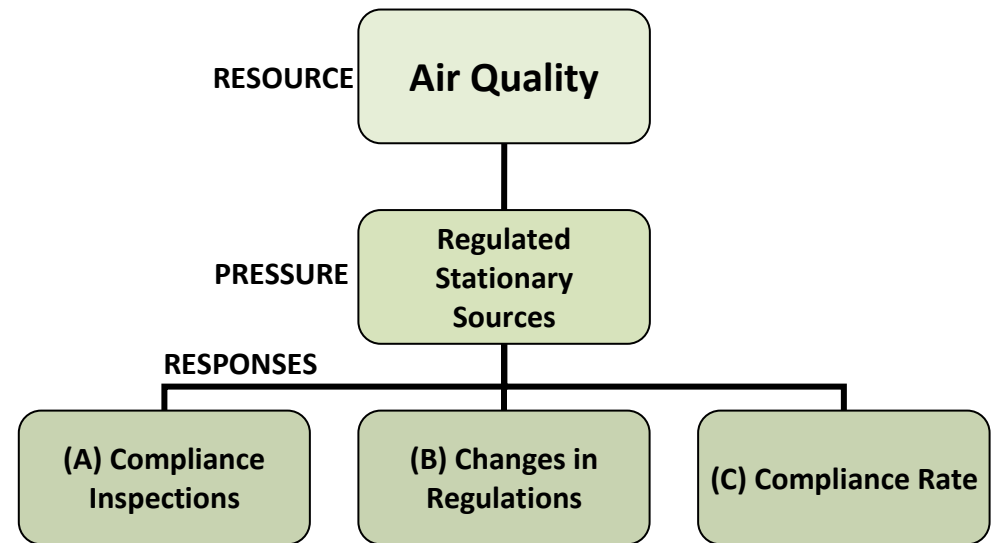 RESOURCE
Air Quality
PRESSURE
Regulated
Stationary
Sources
RESPONSES
(A) Compliance
Inspections
(B) Changes in
Regulations
(C) Compliance Rate